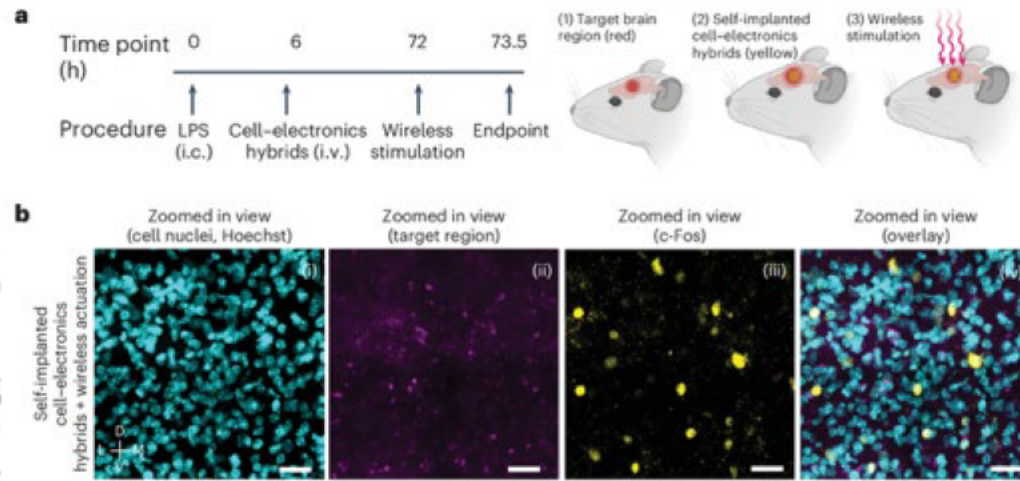 a
Time point
(h)
0 6 72 73.5
Procedure
LPS
(i.c.)
Cell–electronics
hybrids (i.v.)
Wireless
stimulation
Endpoint
(1) Target brain
region (red)
(2) Self-implanted
cell–electronics
hybrids (yellow)
(3) Wireless
stimulation
b
Self-implanted
cell–electronics
hybrids + wireless actuation
Zoomed in view
(cell nuclei, Hoechst)
Zoomed in view
(target region)
Zoomed in view
(c-Fos)
Zoomed in view
(overlay)
(i)
(ii)
(iii)
(iv)
D